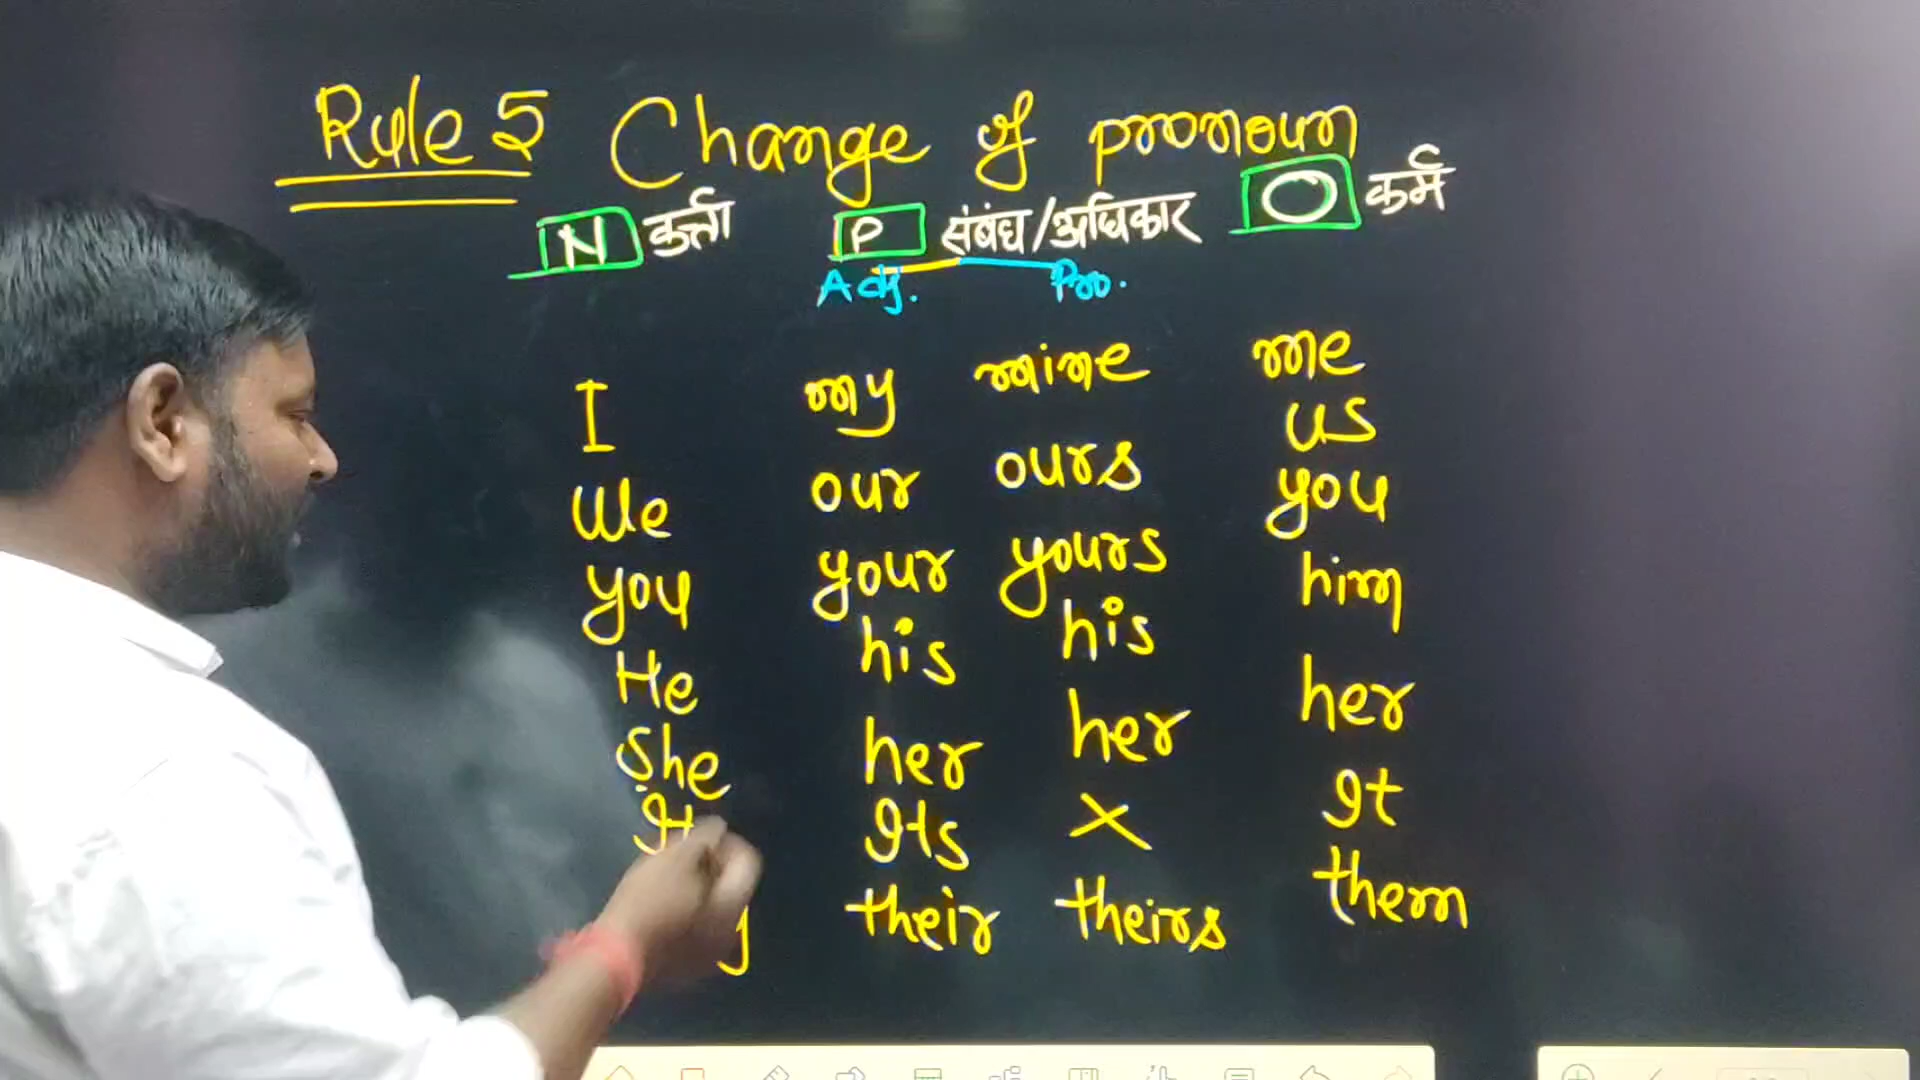 Rule 5 Change of pronoun
N कर्त्ता P संबंध/अधिकार O कर्म
Adj. Pro.
I my mine me
We our ours us
you your yours you
He his his him
She her her her
It Its X It
their theirs them